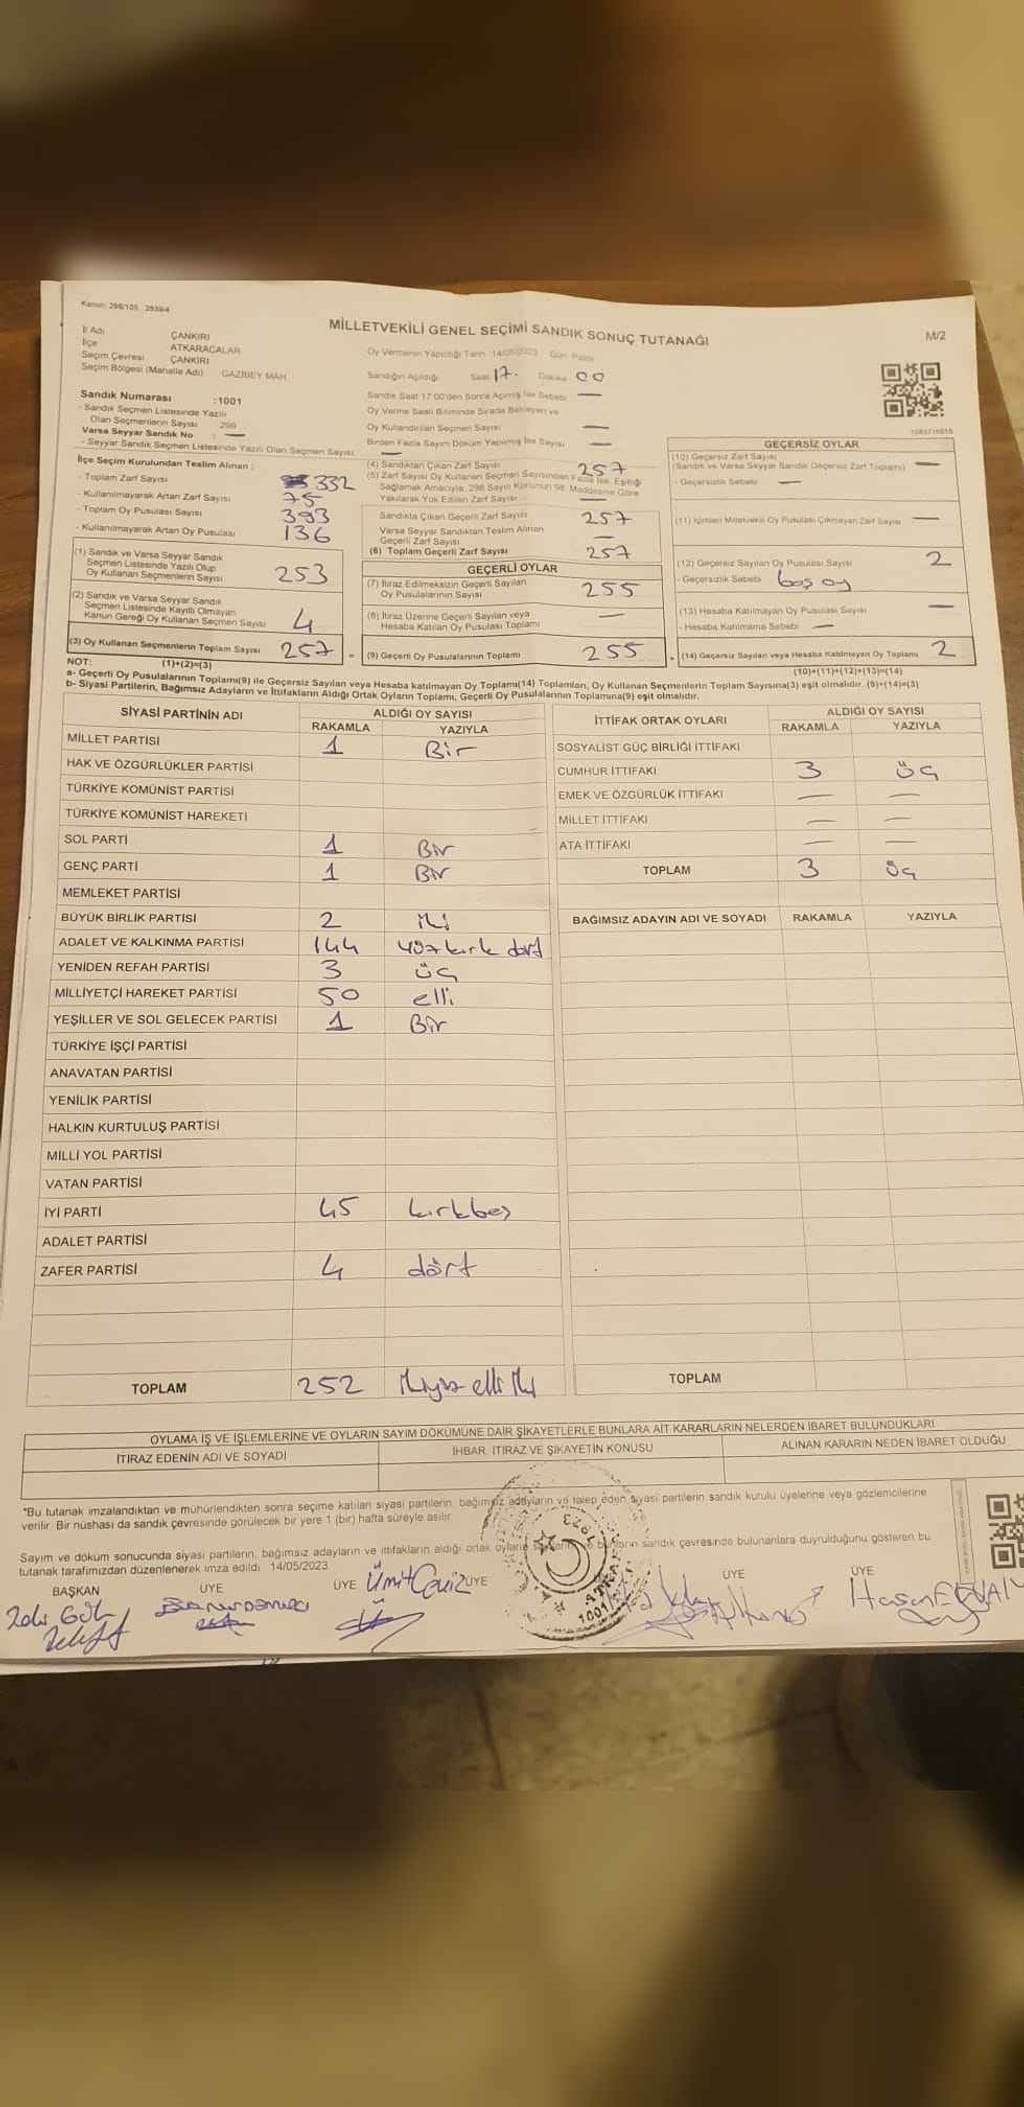 Kanun: 298/105, 2839/4
MİLLETVEKİLİ GENEL SEÇİMİ SANDIK SONUÇ TUTANAĞI
M/2
İl Adı ÇANKIRI
İlçe ATKARACALAR
Seçim Çevresi ÇANKIRI
Seçim Bölgesi (Mahalle Adı) GAZİBEY MAH.
Sandık Numarası :1001
- Sandık Seçmen Listesinde Yazılı
Olan Seçmenlerin Sayısı
Varsa Seyyar Sandık No : —
- Seyyar Sandık Seçmen Listesinde Yazılı Olan Seçmen Sayısı —
İlçe Seçim Kurulundan Teslim Alınan :
- Toplam Zarf Sayısı 332
- Kullanılmayarak Artan Zarf Sayısı 75
- Toplam Oy Pusulası Sayısı 393
- Kullanılmayarak Artan Oy Pusulası 136
(1) Sandık ve Varsa Seyyar Sandık
Seçmen Listesinde Yazılı Olup
Oy Kullanan Seçmenlerin Sayısı 253
(2) Sandık ve Varsa Seyyar Sandık
Seçmen Listesinde Kayıtlı Olmayan
Kanun Gereği Oy Kullanan Seçmen Sayısı 4
(3) Oy Kullanan Seçmenlerin Toplam Sayısı 257
Oy Vermenin Yapıldığı Tarih 14/05/2023 Gün Pazar
Sandığın Açıldığı Saat 17. Dakika 00
Sandık Saat 17.00'den Sonra Açılmış İse Sebebi —
Oy Verme Saati Bitiminde Sırada Bekleyen ve
Oy Kullandırılan Seçmen Sayısı —
Birden Fazla Sayım Döküm Yapılmış İse Sayısı —
(4) Sandıktan Çıkan Zarf Sayısı 257
(5) Zarf Sayısı Oy Kullanan Seçmen Sayısından Fazla İse, Eşitliği
Sağlamak Amacıyla, 298 Sayılı Kanunun 98. Maddesine Göre
Yakılarak Yok Edilen Zarf Sayısı —
Sandıkta Çıkan Geçerli Zarf Sayısı 257
Varsa Seyyar Sandıktan Teslim Alınan
Geçerli Zarf Sayısı —
(6) Toplam Geçerli Zarf Sayısı 257
GEÇERLİ OYLAR
(7) İtiraz Edilmeksizin Geçerli Sayılan
Oy Pusulalarının Sayısı 255
(8) İtiraz Üzerine Geçerli Sayılan veya
Hesaba Katılan Oy Pusulası Toplamı —
= (9) Geçerli Oy Pusulalarının Toplamı 255
GEÇERSİZ OYLAR
(10) Geçersiz Zarf Sayısı
(Sandık ve Varsa Seyyar Sandık Geçersiz Zarf Toplamı) —
- Geçersizlik Sebebi —
(11) İçinden Milletvekili Oy Pusulası Çıkmayan Zarf Sayısı —
(12) Geçersiz Sayılan Oy Pusulası Sayısı 2
- Geçersizlik Sebebi boş oy
(13) Hesaba Katılmayan Oy Pusulası Sayısı —
- Hesaba Katılmama Sebebi —
+ (14) Geçersiz Sayılan veya Hesaba Katılmayan Oy Toplamı 2
NOT: (1)+(2)=(3) (10)+(11)+(12)+(13)=(14)
a- Geçerli Oy Pusulalarının Toplamı(9) ile Geçersiz Sayılan veya Hesaba katılmayan Oy Toplamı(14) Toplamları, Oy Kullanan Seçmenlerin Toplam Sayısına(3) eşit olmalıdır. (9)+(14)=(3)
b- Siyasi Partilerin, Bağımsız Adayların ve İttifakların Aldığı Ortak Oyların Toplamı, Geçerli Oy Pusulalarının Toplamına(9) eşit olmalıdır.
SİYASİ PARTİNİN ADI ALDIĞI OY SAYISI
RAKAMLA YAZIYLA
MİLLET PARTİSİ 1 Bir
HAK VE ÖZGÜRLÜKLER PARTİSİ
TÜRKİYE KOMÜNİST PARTİSİ
TÜRKİYE KOMÜNİST HAREKETİ
SOL PARTİ 1 Bir
GENÇ PARTİ 1 Bir
MEMLEKET PARTİSİ
BÜYÜK BİRLİK PARTİSİ 2 iki
ADALET VE KALKINMA PARTİSİ 144 yüz kırk dört
YENİDEN REFAH PARTİSİ 3 üç
MİLLİYETÇİ HAREKET PARTİSİ 50 elli
YEŞİLLER VE SOL GELECEK PARTİSİ 1 Bir
TÜRKİYE İŞÇİ PARTİSİ
ANAVATAN PARTİSİ
YENİLİK PARTİSİ
HALKIN KURTULUŞ PARTİSİ
MİLLİ YOL PARTİSİ
VATAN PARTİSİ
İYİ PARTİ 45 kırkbeş
ADALET PARTİSİ
ZAFER PARTİSİ 4 dört
TOPLAM 252 ikiyüz elli iki
İTTİFAK ORTAK OYLARI ALDIĞI OY SAYISI
RAKAMLA YAZIYLA
SOSYALİST GÜÇ BİRLİĞİ İTTİFAKI
CUMHUR İTTİFAKI 3 üç
EMEK VE ÖZGÜRLÜK İTTİFAKI — —
MİLLET İTTİFAKI — —
ATA İTTİFAKI — —
TOPLAM 3 üç
BAĞIMSIZ ADAYIN ADI VE SOYADI RAKAMLA YAZIYLA
TOPLAM
OYLAMA İŞ VE İŞLEMLERİNE VE OYLARIN SAYIM DÖKÜMÜNE DAİR ŞİKAYETLERLE BUNLARA AİT KARARLARIN NELERDEN İBARET BULUNDUKLARI
İTİRAZ EDENİN ADI VE SOYADI İHBAR, İTİRAZ VE ŞİKAYETİN KONUSU ALINAN KARARIN NEDEN İBARET OLDUĞU
*Bu tutanak imzalandıktan ve mühürlendikten sonra seçime katılan siyasi partilerin, bağımsız adayların ve talep eden siyasi partilerin sandık kurulu üyelerine veya gözlemcilerine
verilir. Bir nüshası da sandık çevresinde görülecek bir yere 1 (bir) hafta süreyle asılır.
Sayım ve döküm sonucunda siyasi partilerin, bağımsız adayların ve ittifakların aldığı ortak oyların sandık çevresinde bulunanlara duyurulduğunu gösteren bu
tutanak tarafımızdan düzenlenerek imza edildi. 14/05/2023
BAŞKAN ÜYE ÜYE ÜYE ÜYE ÜYE
1923
1001